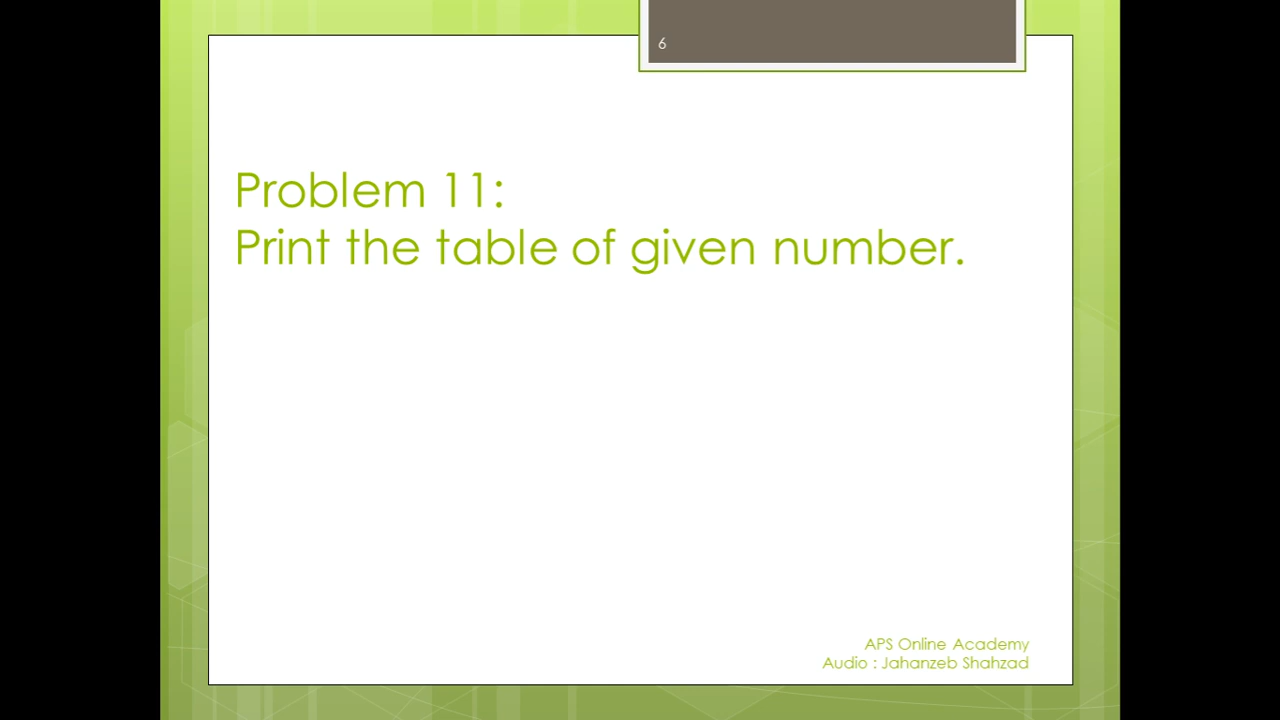 6
Problem 11:
Print the table of given number.
APS Online Academy
Audio : Jahanzeb Shahzad